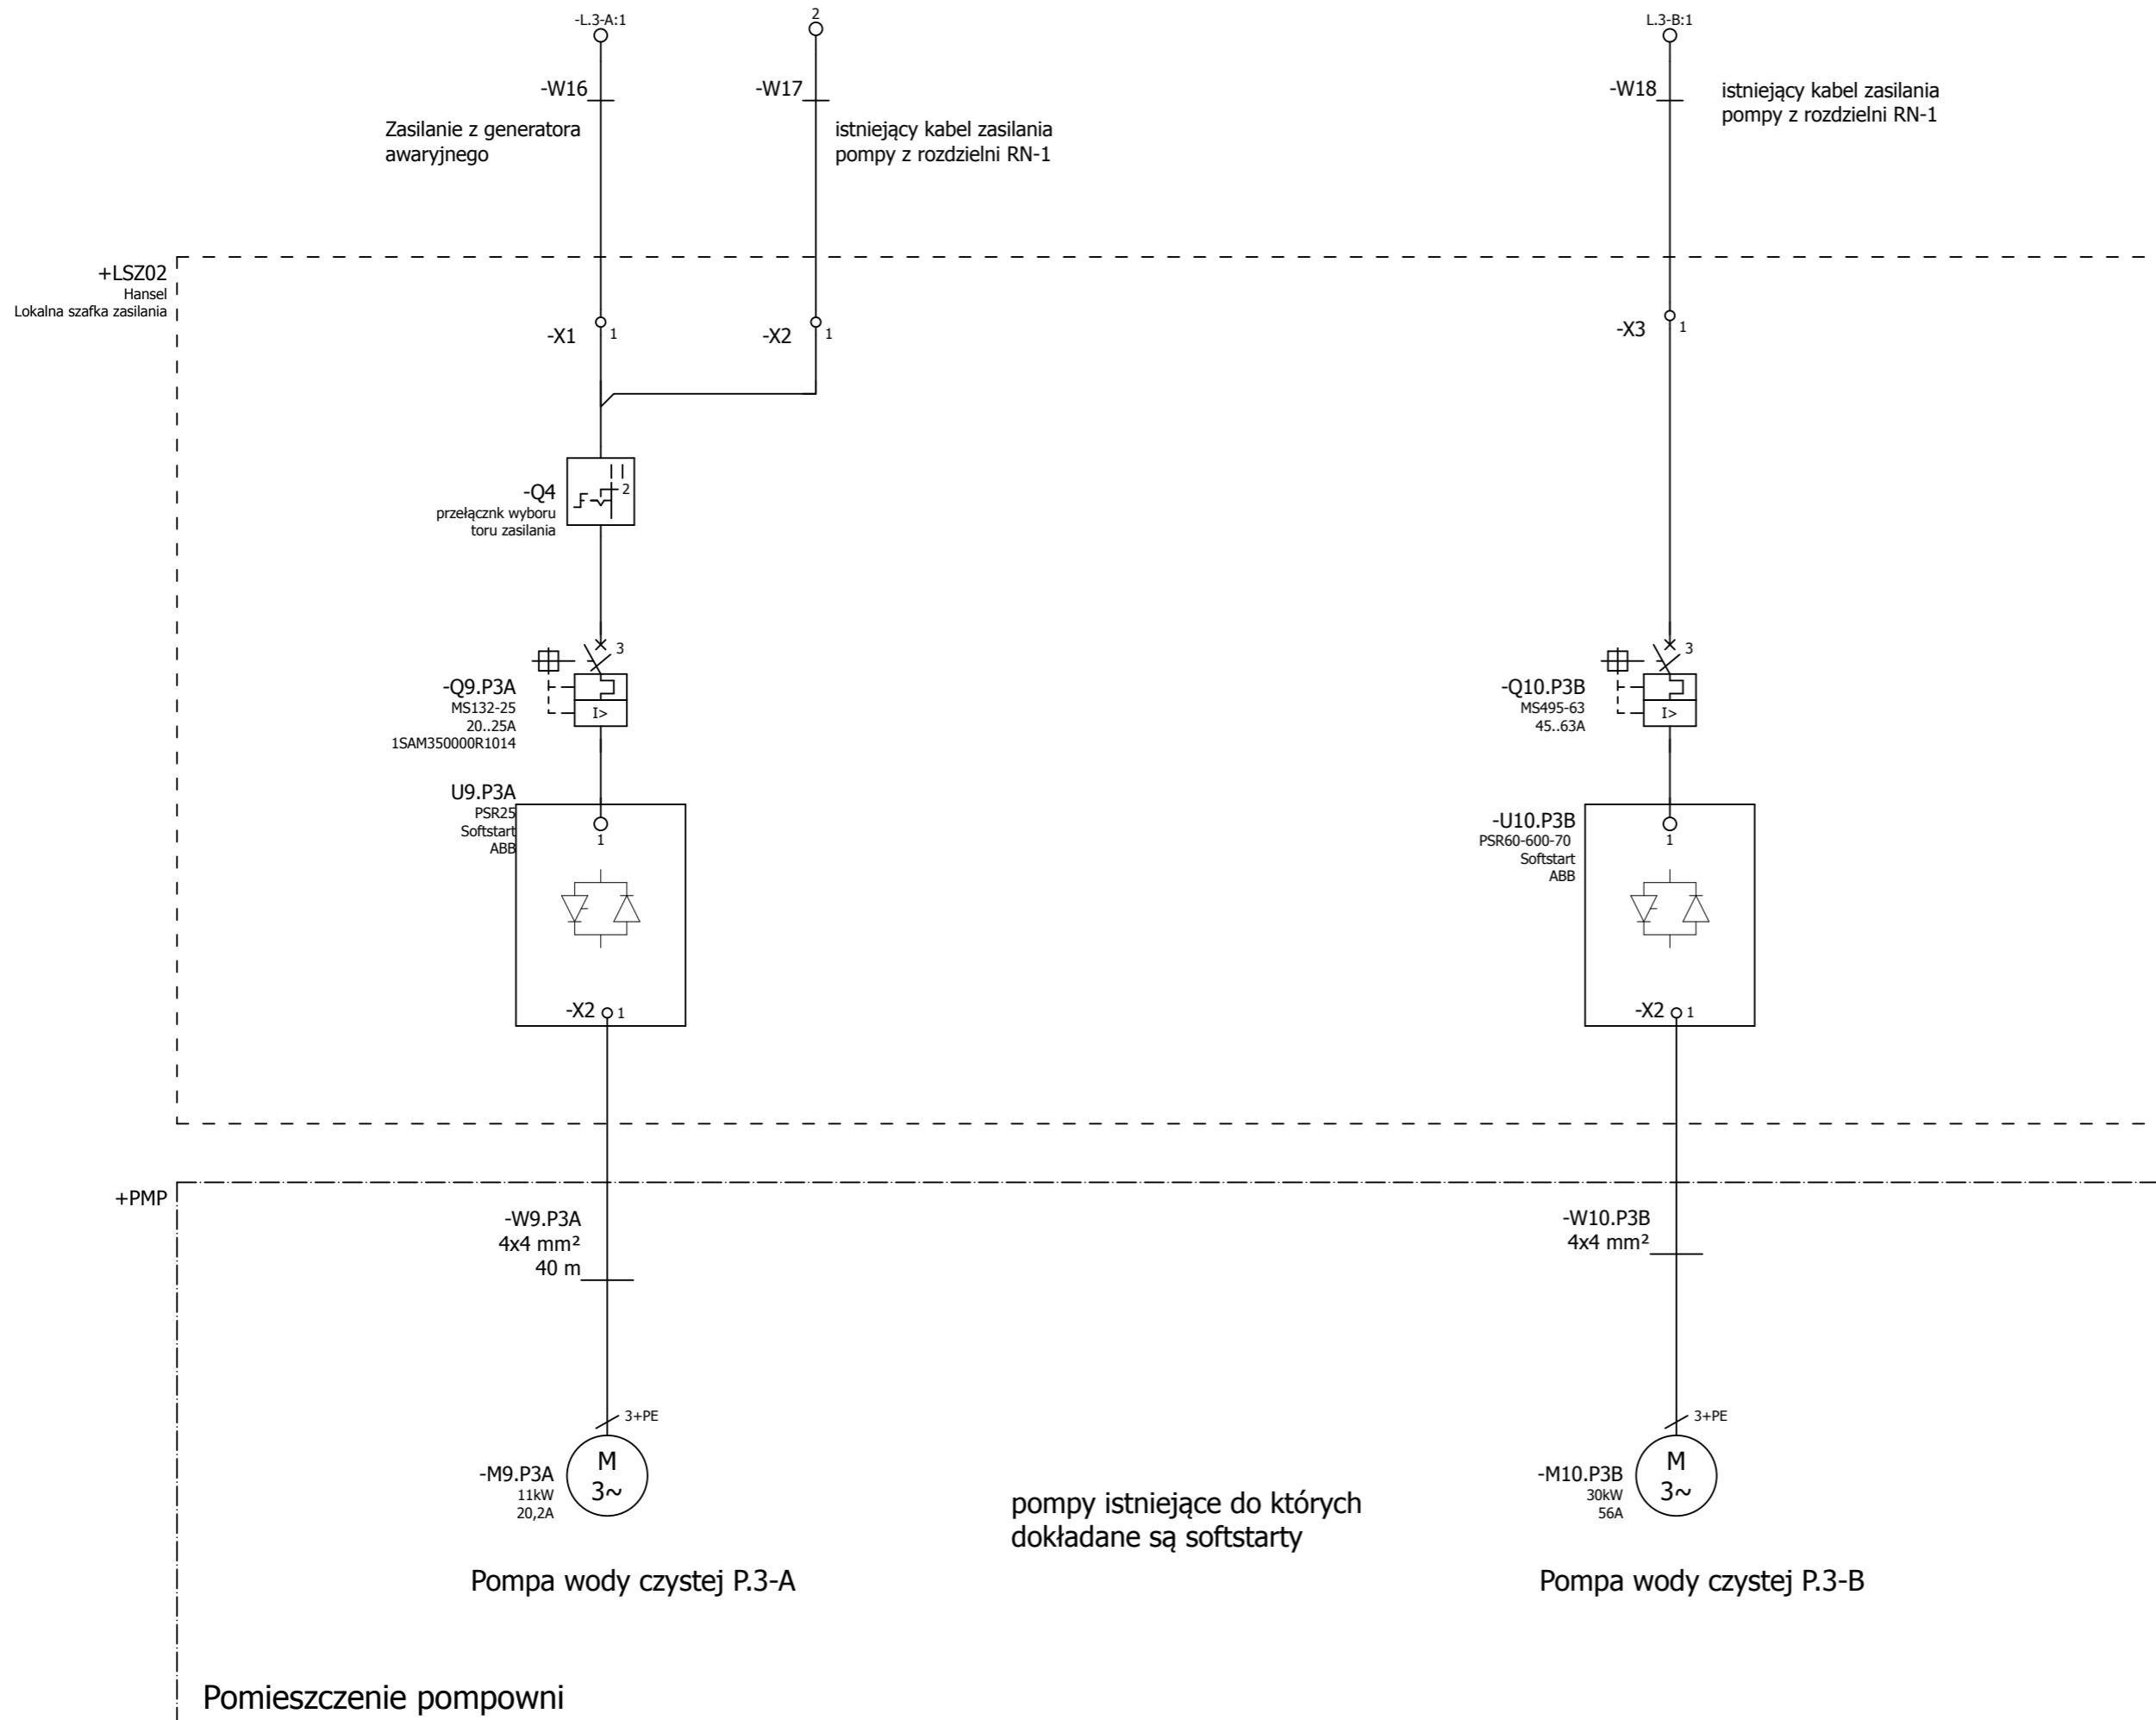 -L.3-A:1
2
L.3-B:1
-W16
-W17
-W18
Zasilanie z generatora
awaryjnego
istniejący kabel zasilania
pompy z rozdzielni RN-1
istniejący kabel zasilania
pompy z rozdzielni RN-1
+LSZ02
Hansel
Lokalna szafka zasilania
-X1 1
-X2 1
-X3 1
-Q4
2
przełącznk wyboru
toru zasilania
3
-Q9.P3A
MS132-25
20..25A
1SAM350000R1014
I>
3
-Q10.P3B
MS495-63
45..63A
I>
U9.P3A
PSR25
Softstart
ABB
1
-X2 1
-U10.P3B
PSR60-600-70
Softstart
ABB
1
-X2 1
+PMP
-W9.P3A
4x4 mm²
40 m
-W10.P3B
4x4 mm²
3+PE
M
3~
-M9.P3A
11kW
20,2A
3+PE
M
3~
-M10.P3B
30kW
56A
pompy istniejące do których
dokładane są softstarty
Pompa wody czystej P.3-A
Pompa wody czystej P.3-B
Pomieszczenie pompowni